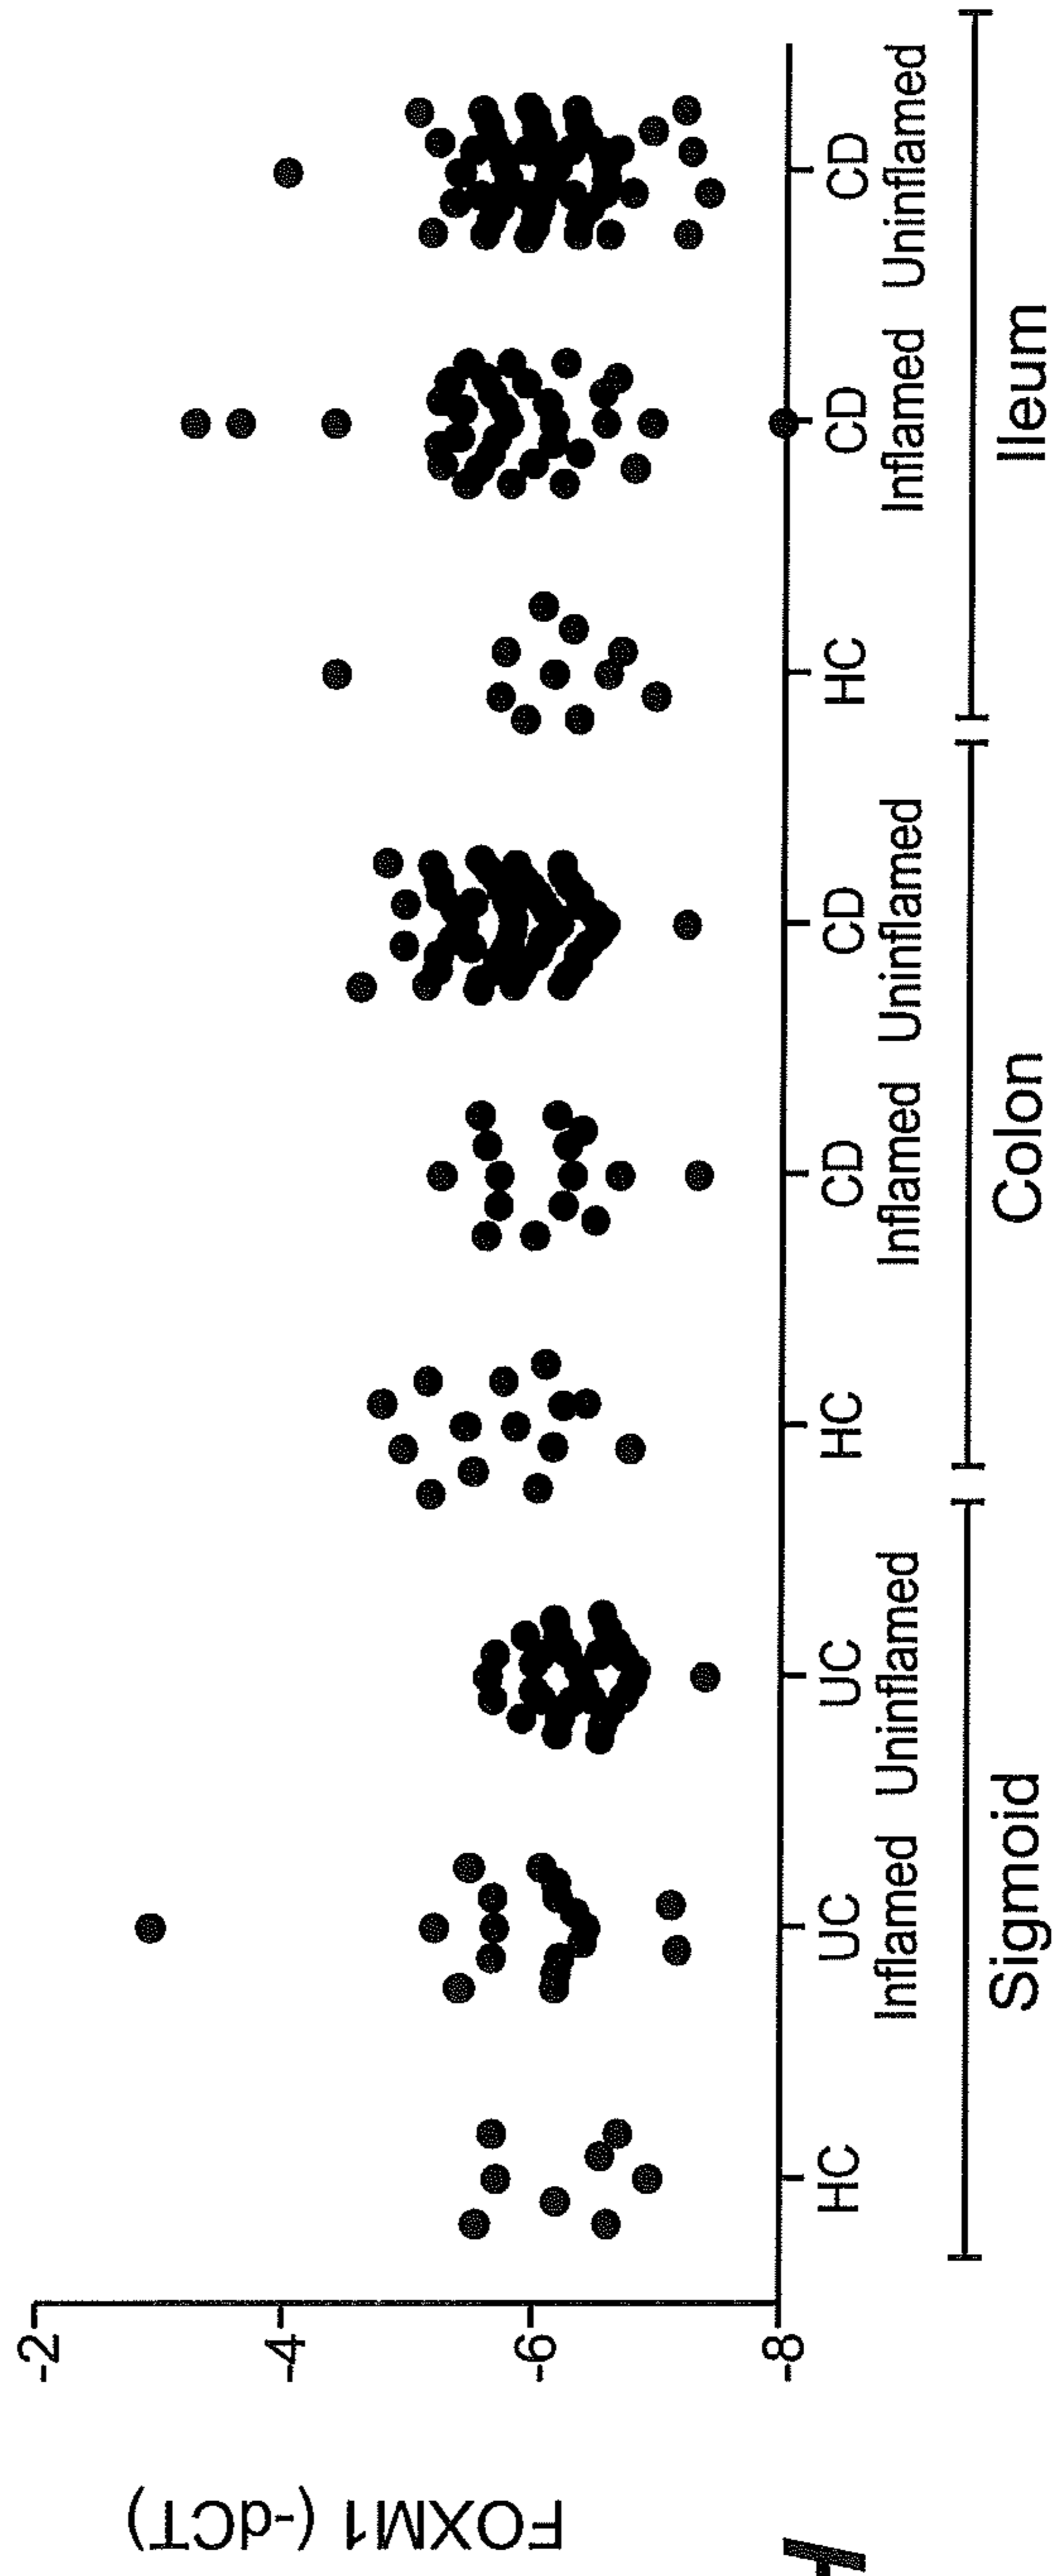 FOXM1 (-dCT)
-2
-4
-6
-8
HC
UC
Inflamed
UC
Uninflamed
HC
CD
Inflamed
CD
Uninflamed
HC
CD
Inflamed
CD
Uninflamed
Sigmoid
Colon
Ileum